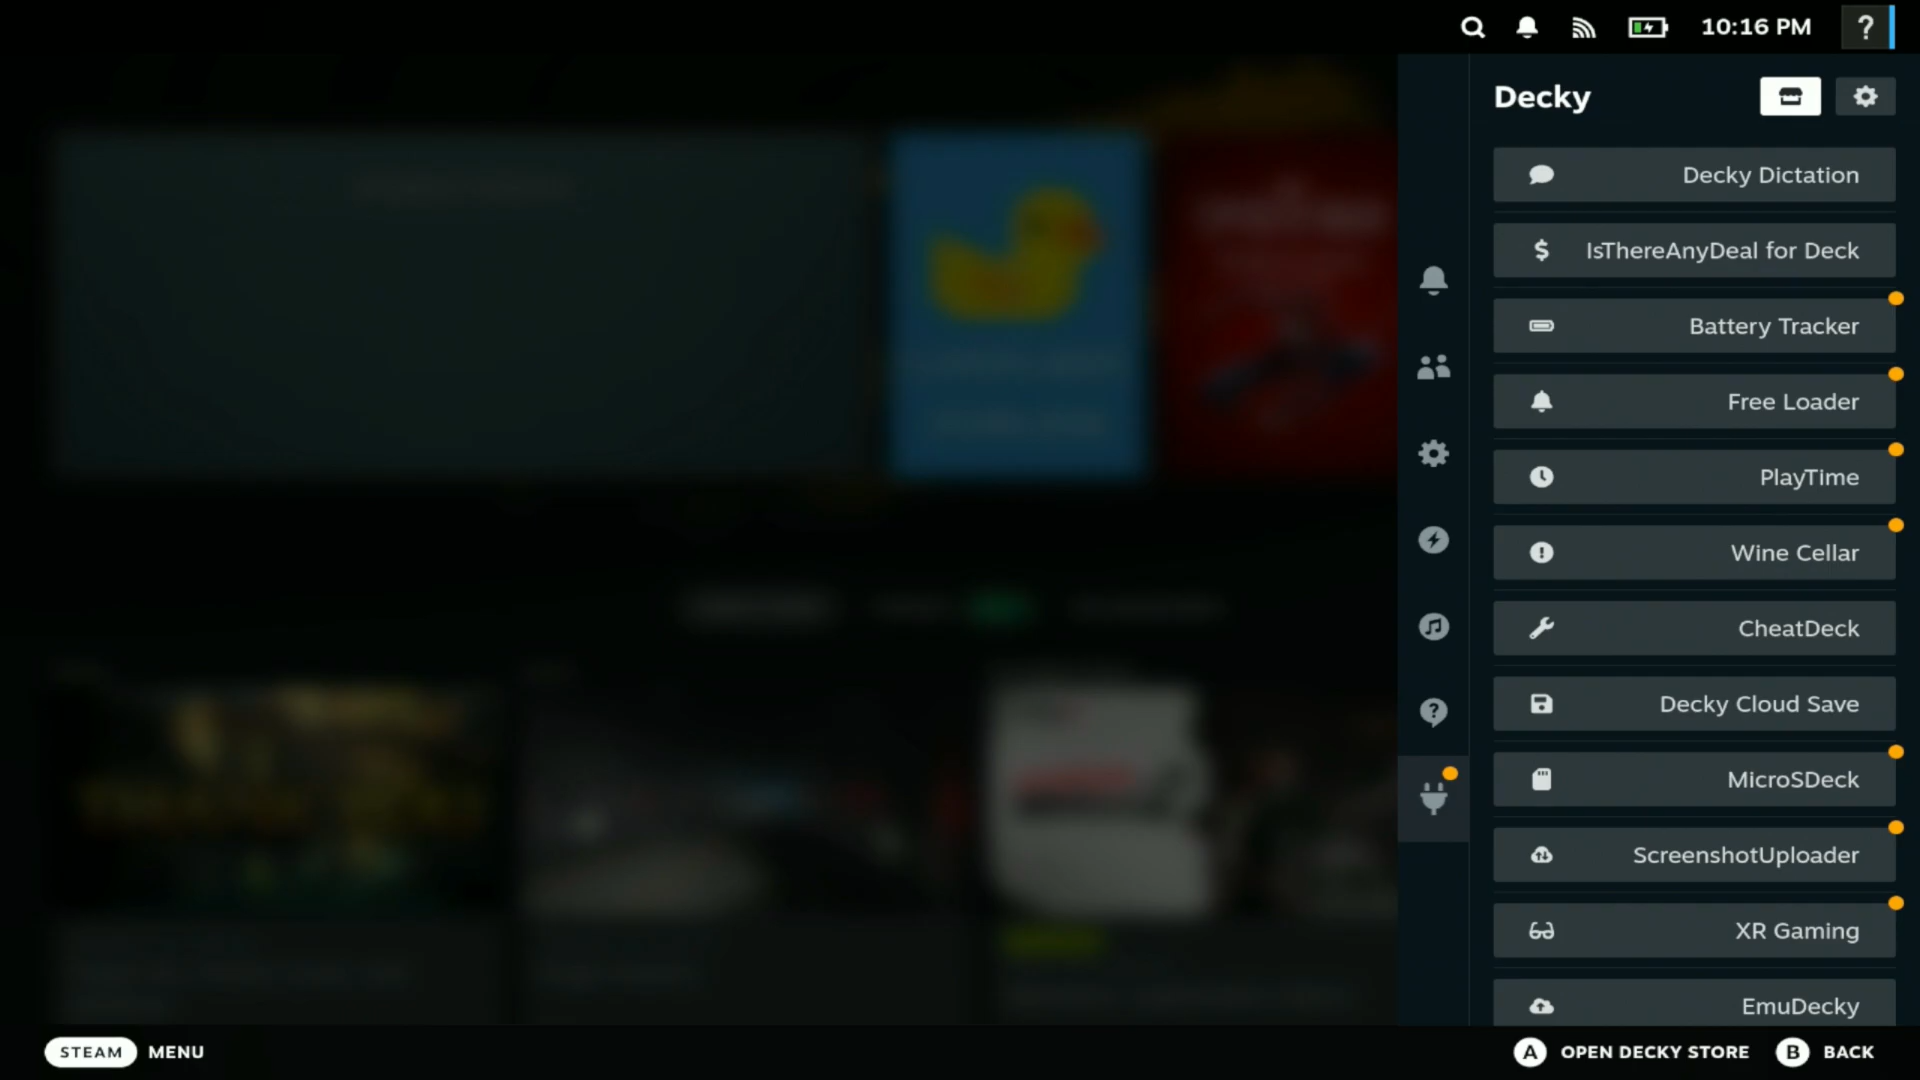 10:16 PM
?
Decky
Decky Dictation
IsThereAnyDeal for Deck
Battery Tracker
Free Loader
PlayTime
Wine Cellar
CheatDeck
Decky Cloud Save
MicroSDeck
ScreenshotUploader
XR Gaming
EmuDecky
STEAM MENU
A OPEN DECKY STORE B BACK